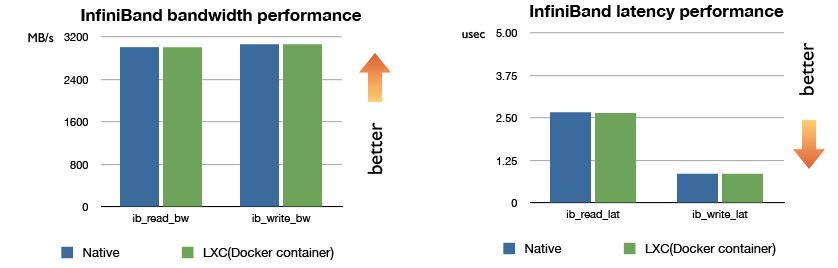 InfiniBand bandwidth performance
MB/s
3200
2400
1600
800
0
ib_read_bw
ib_write_bw
better
Native
LXC(Docker container)
InfiniBand latency performance
usec
5.00
3.75
2.50
1.25
0
ib_read_lat
ib_write_lat
better
Native
LXC(Docker container)